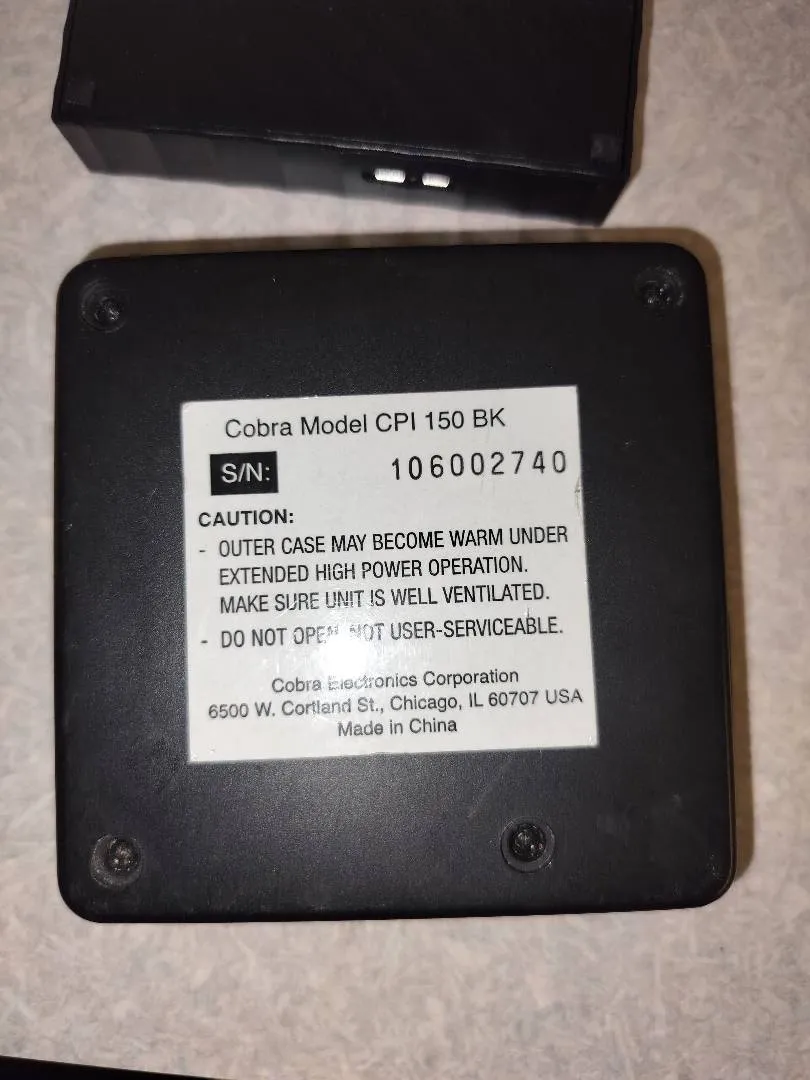 Cobra Model CPI 150 BK
S/N: 106002740
CAUTION:
- OUTER CASE MAY BECOME WARM UNDER
EXTENDED HIGH POWER OPERATION.
MAKE SURE UNIT IS WELL VENTILATED.
- DO NOT OPEN, NOT USER-SERVICEABLE.
Cobra Electronics Corporation
6500 W. Cortland St., Chicago, IL 60707 USA
Made in China